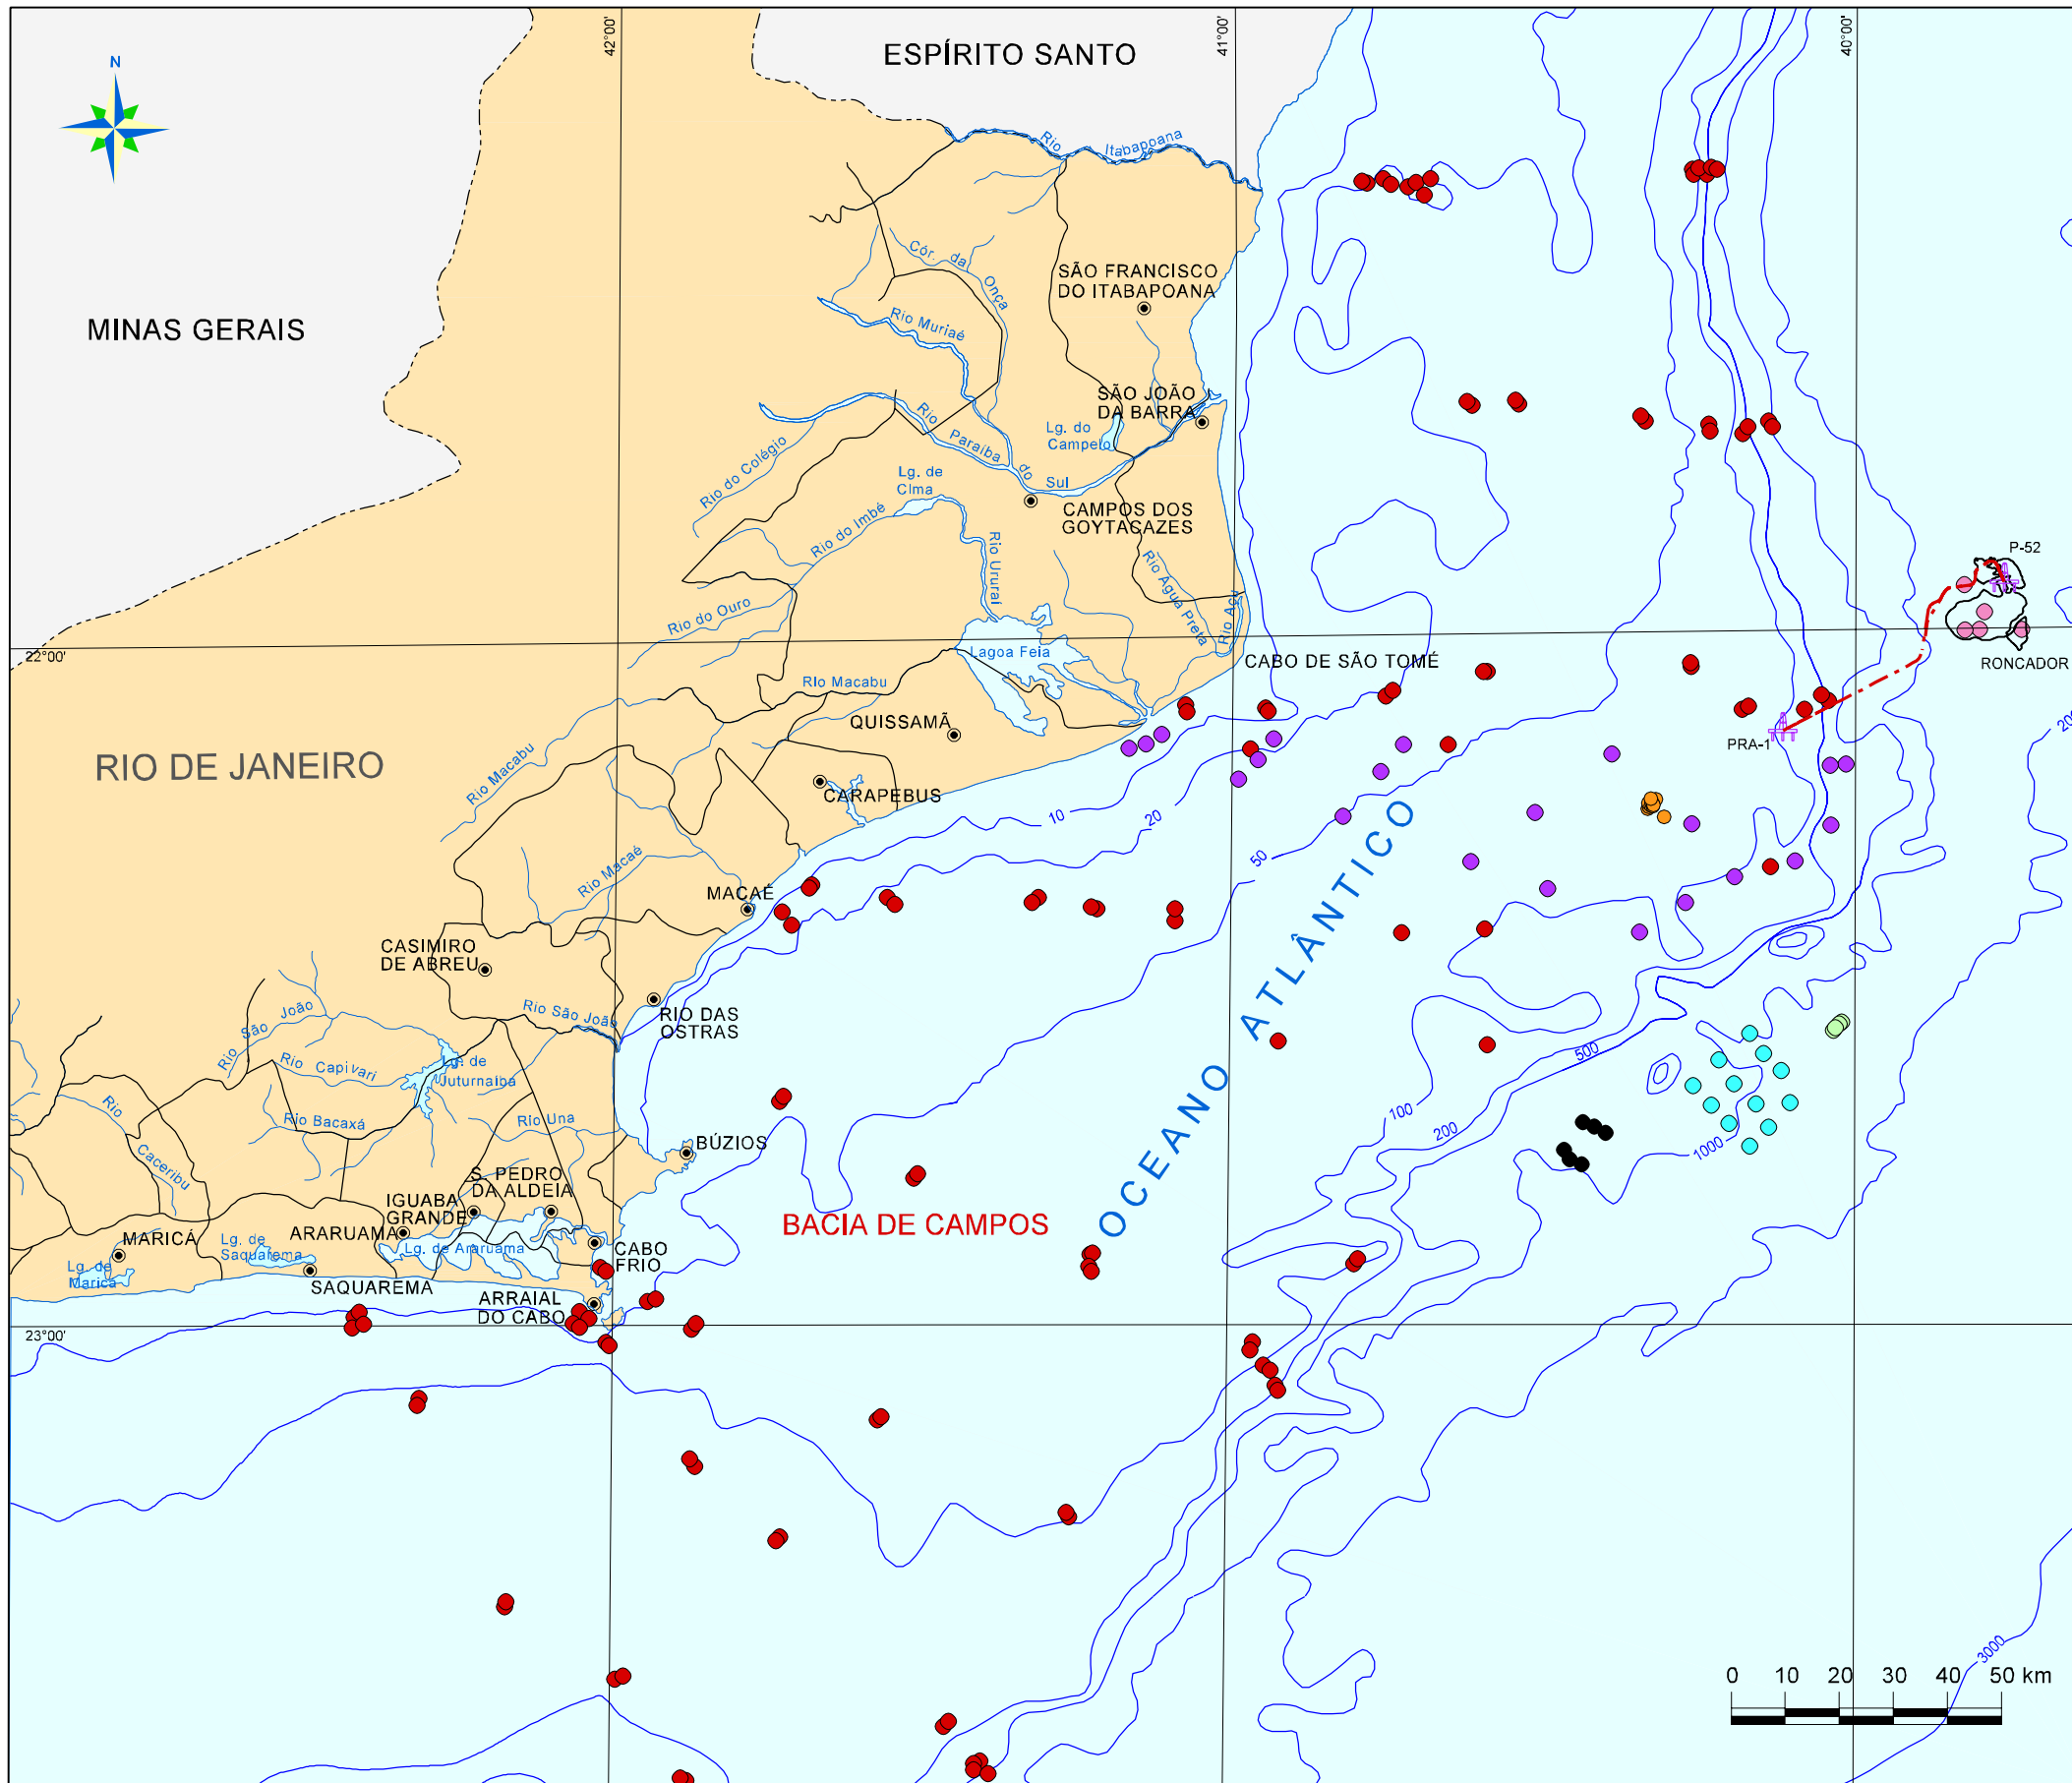 42°00'
41°00'
40°00'
N
ESPÍRITO SANTO
Rio
Itabapoana
MINAS GERAIS
Cór. da Onça
SÃO FRANCISCO
DO ITABAPOANA
Rio Muriaé
SÃO JOÃO
DA BARRA
Lg. do
Campelo
Rio Paraíba do Sul
Rio do Colégio
Lg. de
CIma
CAMPOS DOS
GOYTACAZES
Rio do Imbé
Rio Ururaí
Rio Água Preta
Rio Açú
P-52
RONCADOR
Rio do Ouro
22°00'
Lagoa Feia
CABO DE SÃO TOMÉ
RIo Macabu
QUISSAMÃ
PRA-1
RIO DE JANEIRO
Rio Macabu
CARAPEBUS
10
20
50
200
Rio Macaé
MACAÉ
OCEANO ATLÂNTICO
CASIMIRO
DE ABREU
RIO DAS
OSTRAS
Rio São João
Rio São João
Rio Capivari
Lg. de
Juturnaíba
500
100
200
1000
Rio Bacaxá
Rio Una
Rio
Caceribu
BÚZIOS
S. PEDRO
DA ALDEIA
IGUABA
GRANDE
ARARUAMA
BACIA DE CAMPOS
MARICÁ
Lg. de
Saquarema
Lg. de Araruama
CABO
FRIO
Lg. de
Maricá
SAQUAREMA
ARRAIAL
DO CABO
23°00'
3000
0 10 20 30 40 50 km